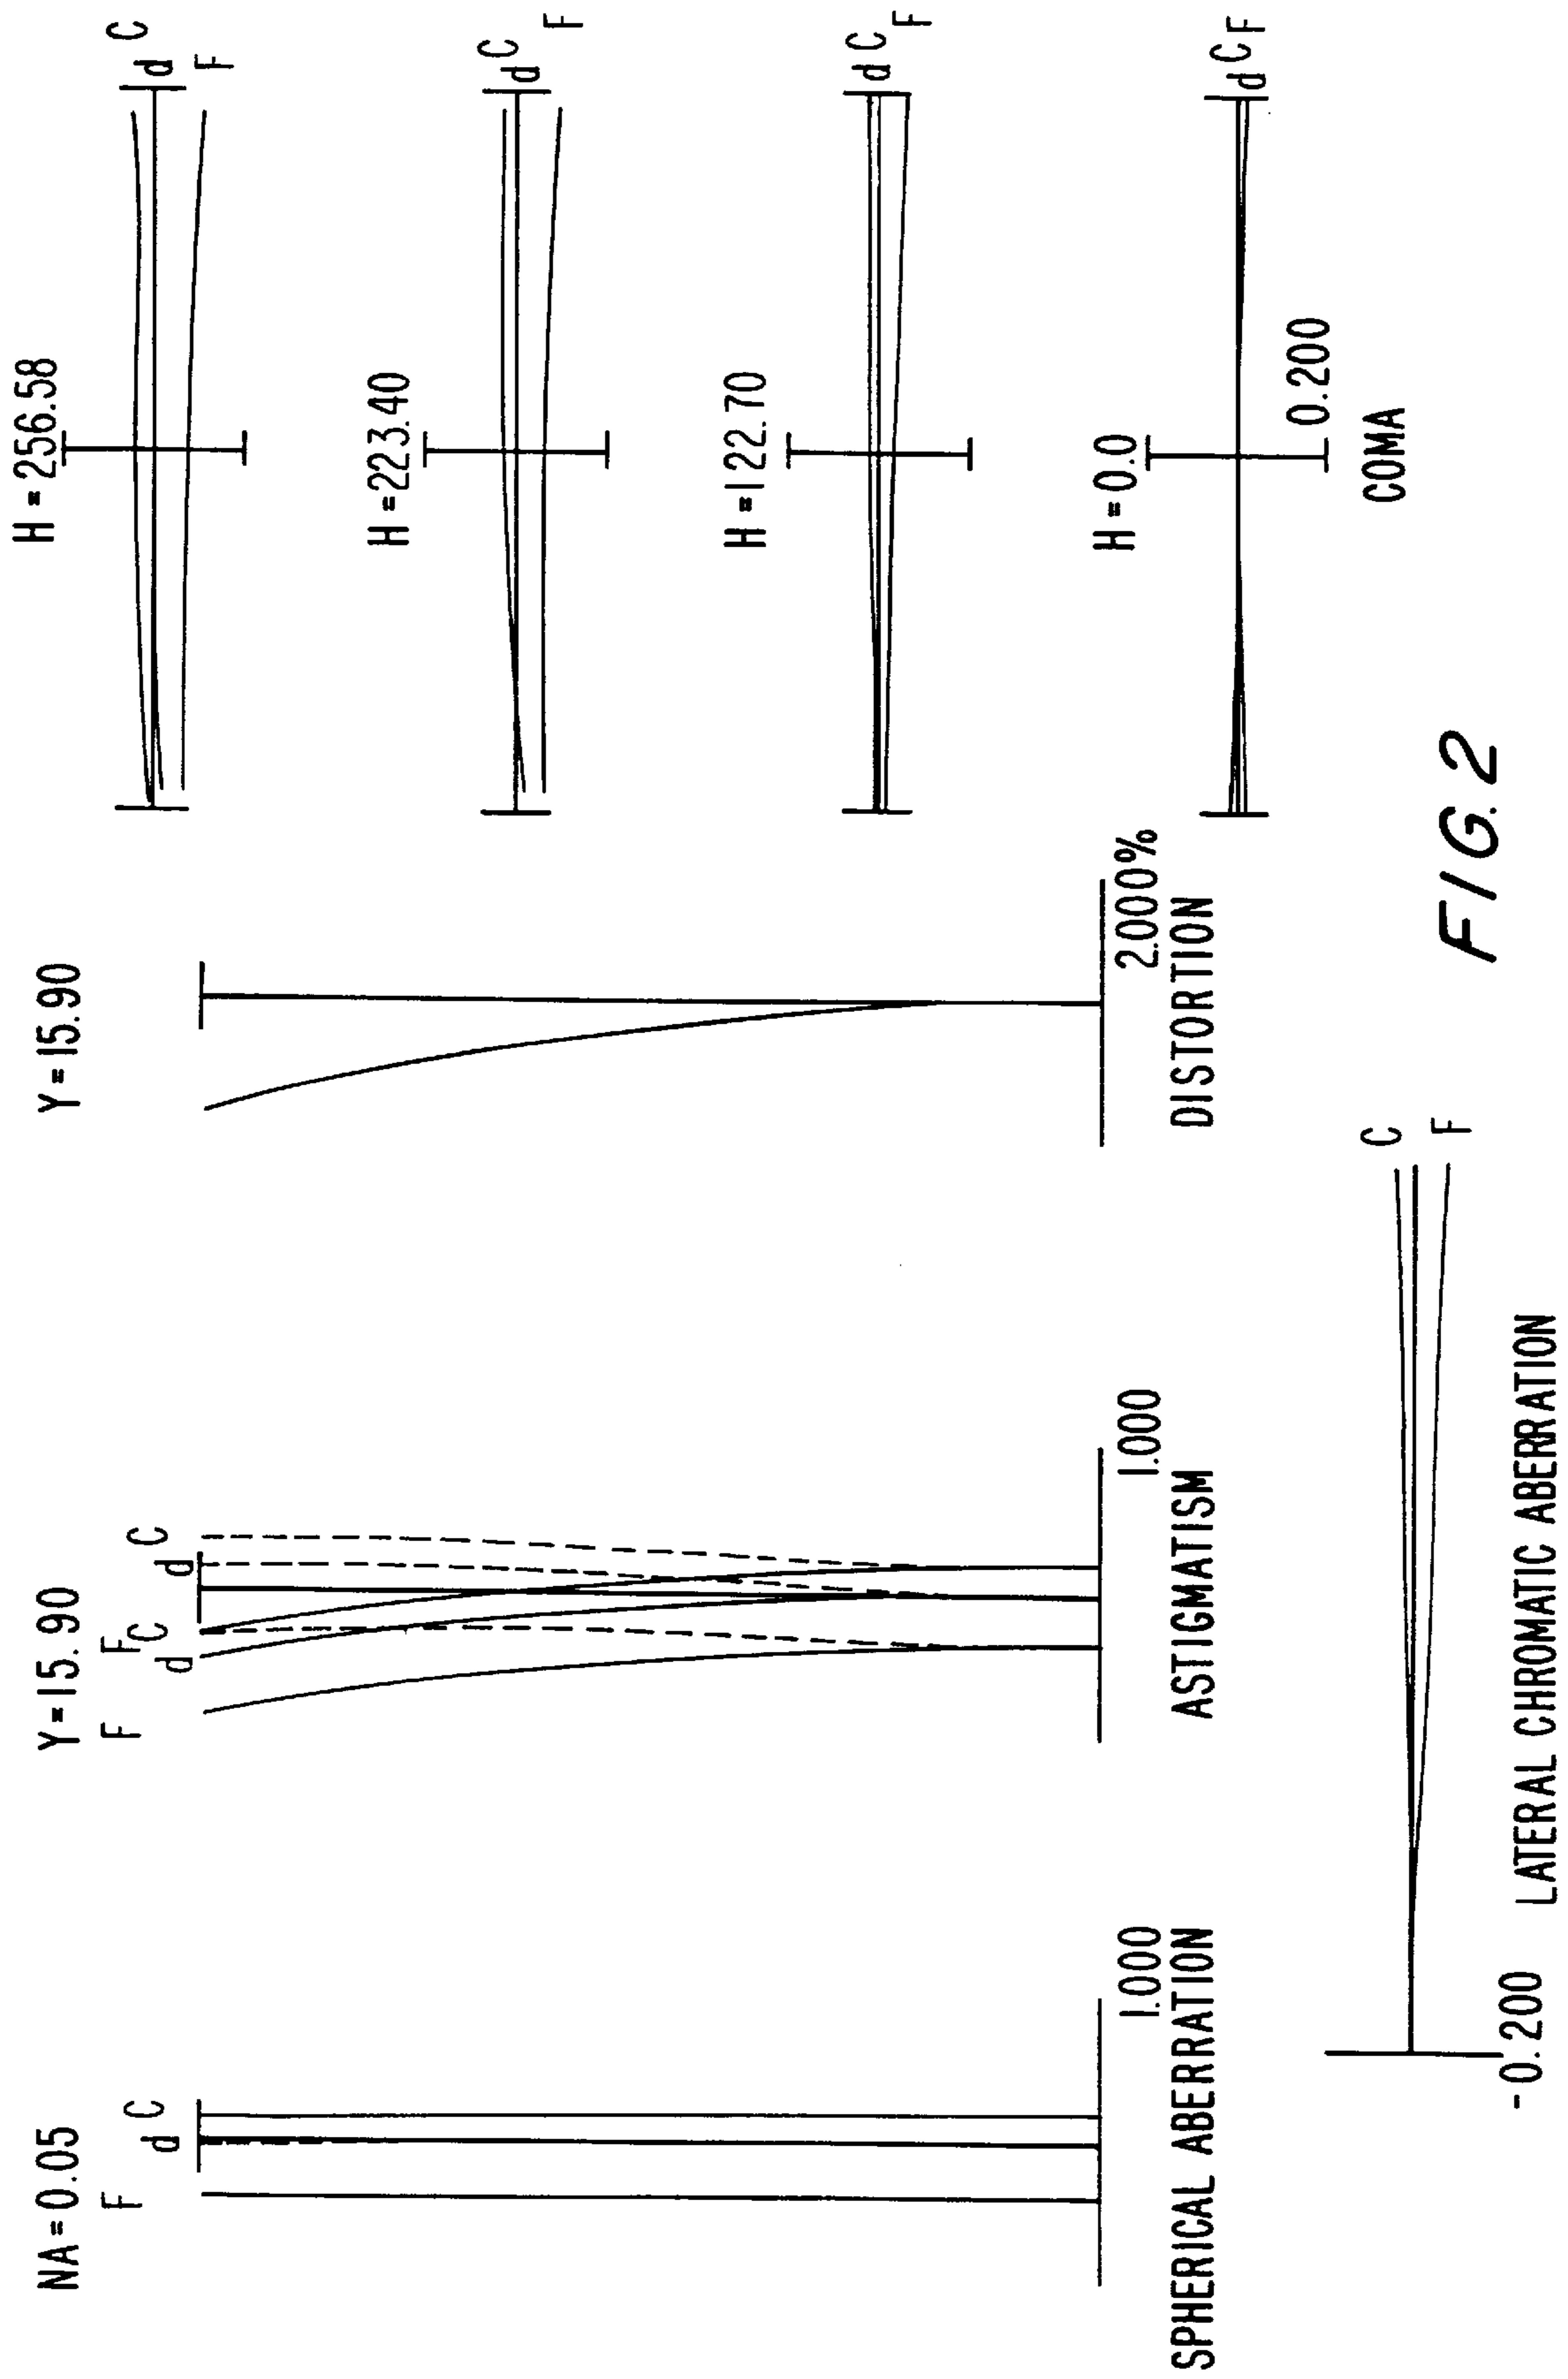 NA = 0.05
F
d C
SPHERICAL ABERRATION
1.000
Y = 15.90
F
d
F
C
d
C
1.000
ASTIGMATISM
Y = 15.90
2.000%
DISTORTION
H = 256.58
d C
F
H = 223.40
d C
F
H = 122.70
d C
F
H = 0.0
d C F
0.200
COMA
-0.200
C
F
LATERAL CHROMATIC ABERRATION
FIG. 2